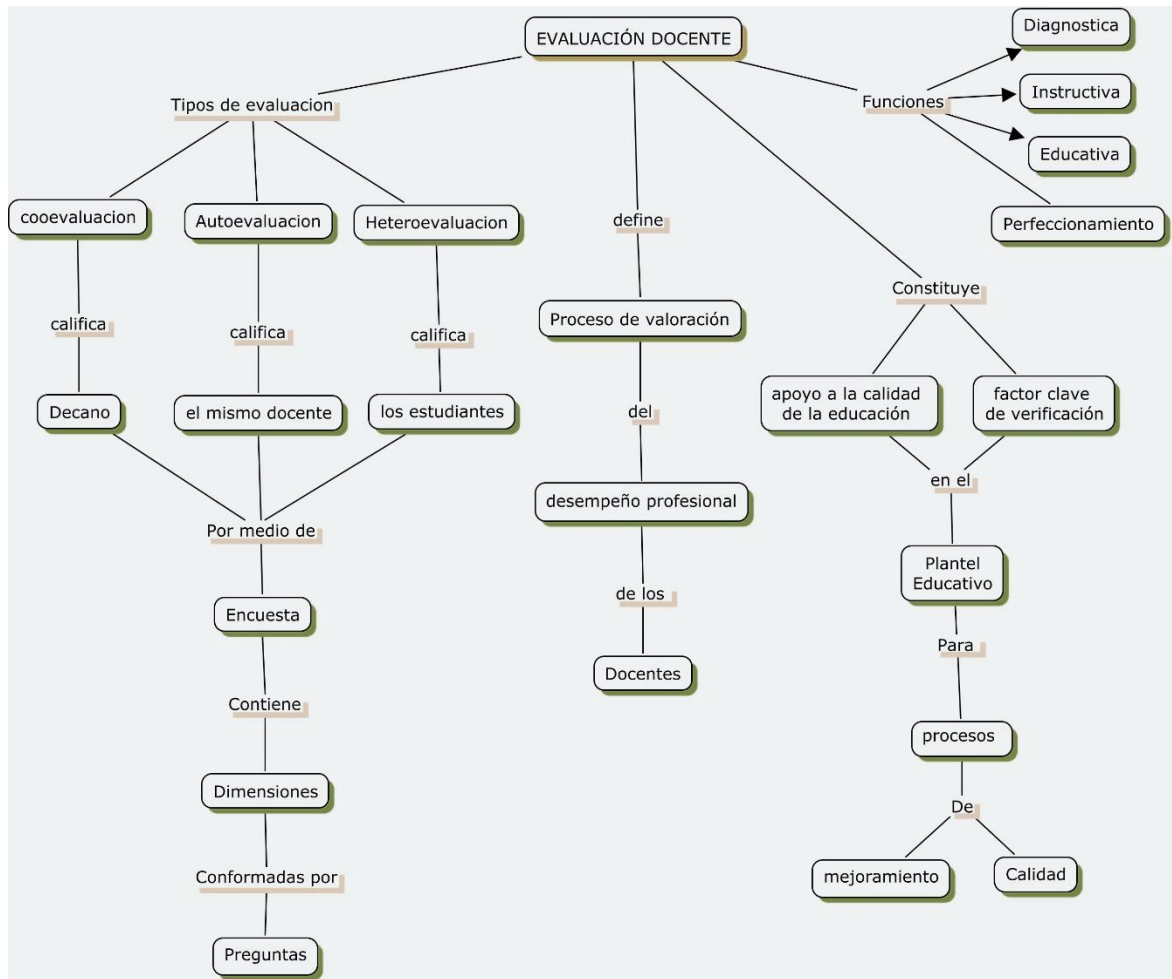 EVALUACIÓN DOCENTE
Diagnostica
Instructiva
Educativa
Perfeccionamiento
Funciones
Tipos de evaluacion
cooevaluacion
Autoevaluacion
Heteroevaluacion
califica
califica
califica
Decano
el mismo docente
los estudiantes
Por medio de
Encuesta
Contiene
Dimensiones
Conformadas por
Preguntas
define
Proceso de valoración
del
desempeño profesional
de los
Docentes
Constituye
apoyo a la calidad
de la educación
factor clave
de verificación
en el
Plantel
Educativo
Para
procesos
De
mejoramiento
Calidad